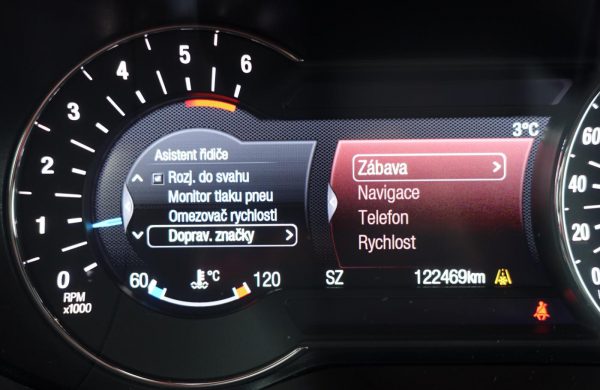 6
5
4
3
2
1
0
RPM
x1000
Asistent řidiče
Rozj. do svahu
Monitor tlaku pneu
Omezovač rychlosti
Doprav. značky
60 °C 120
3°C
Zábava
Navigace
Telefon
Rychlost
SZ 122469km
60
40
20
0